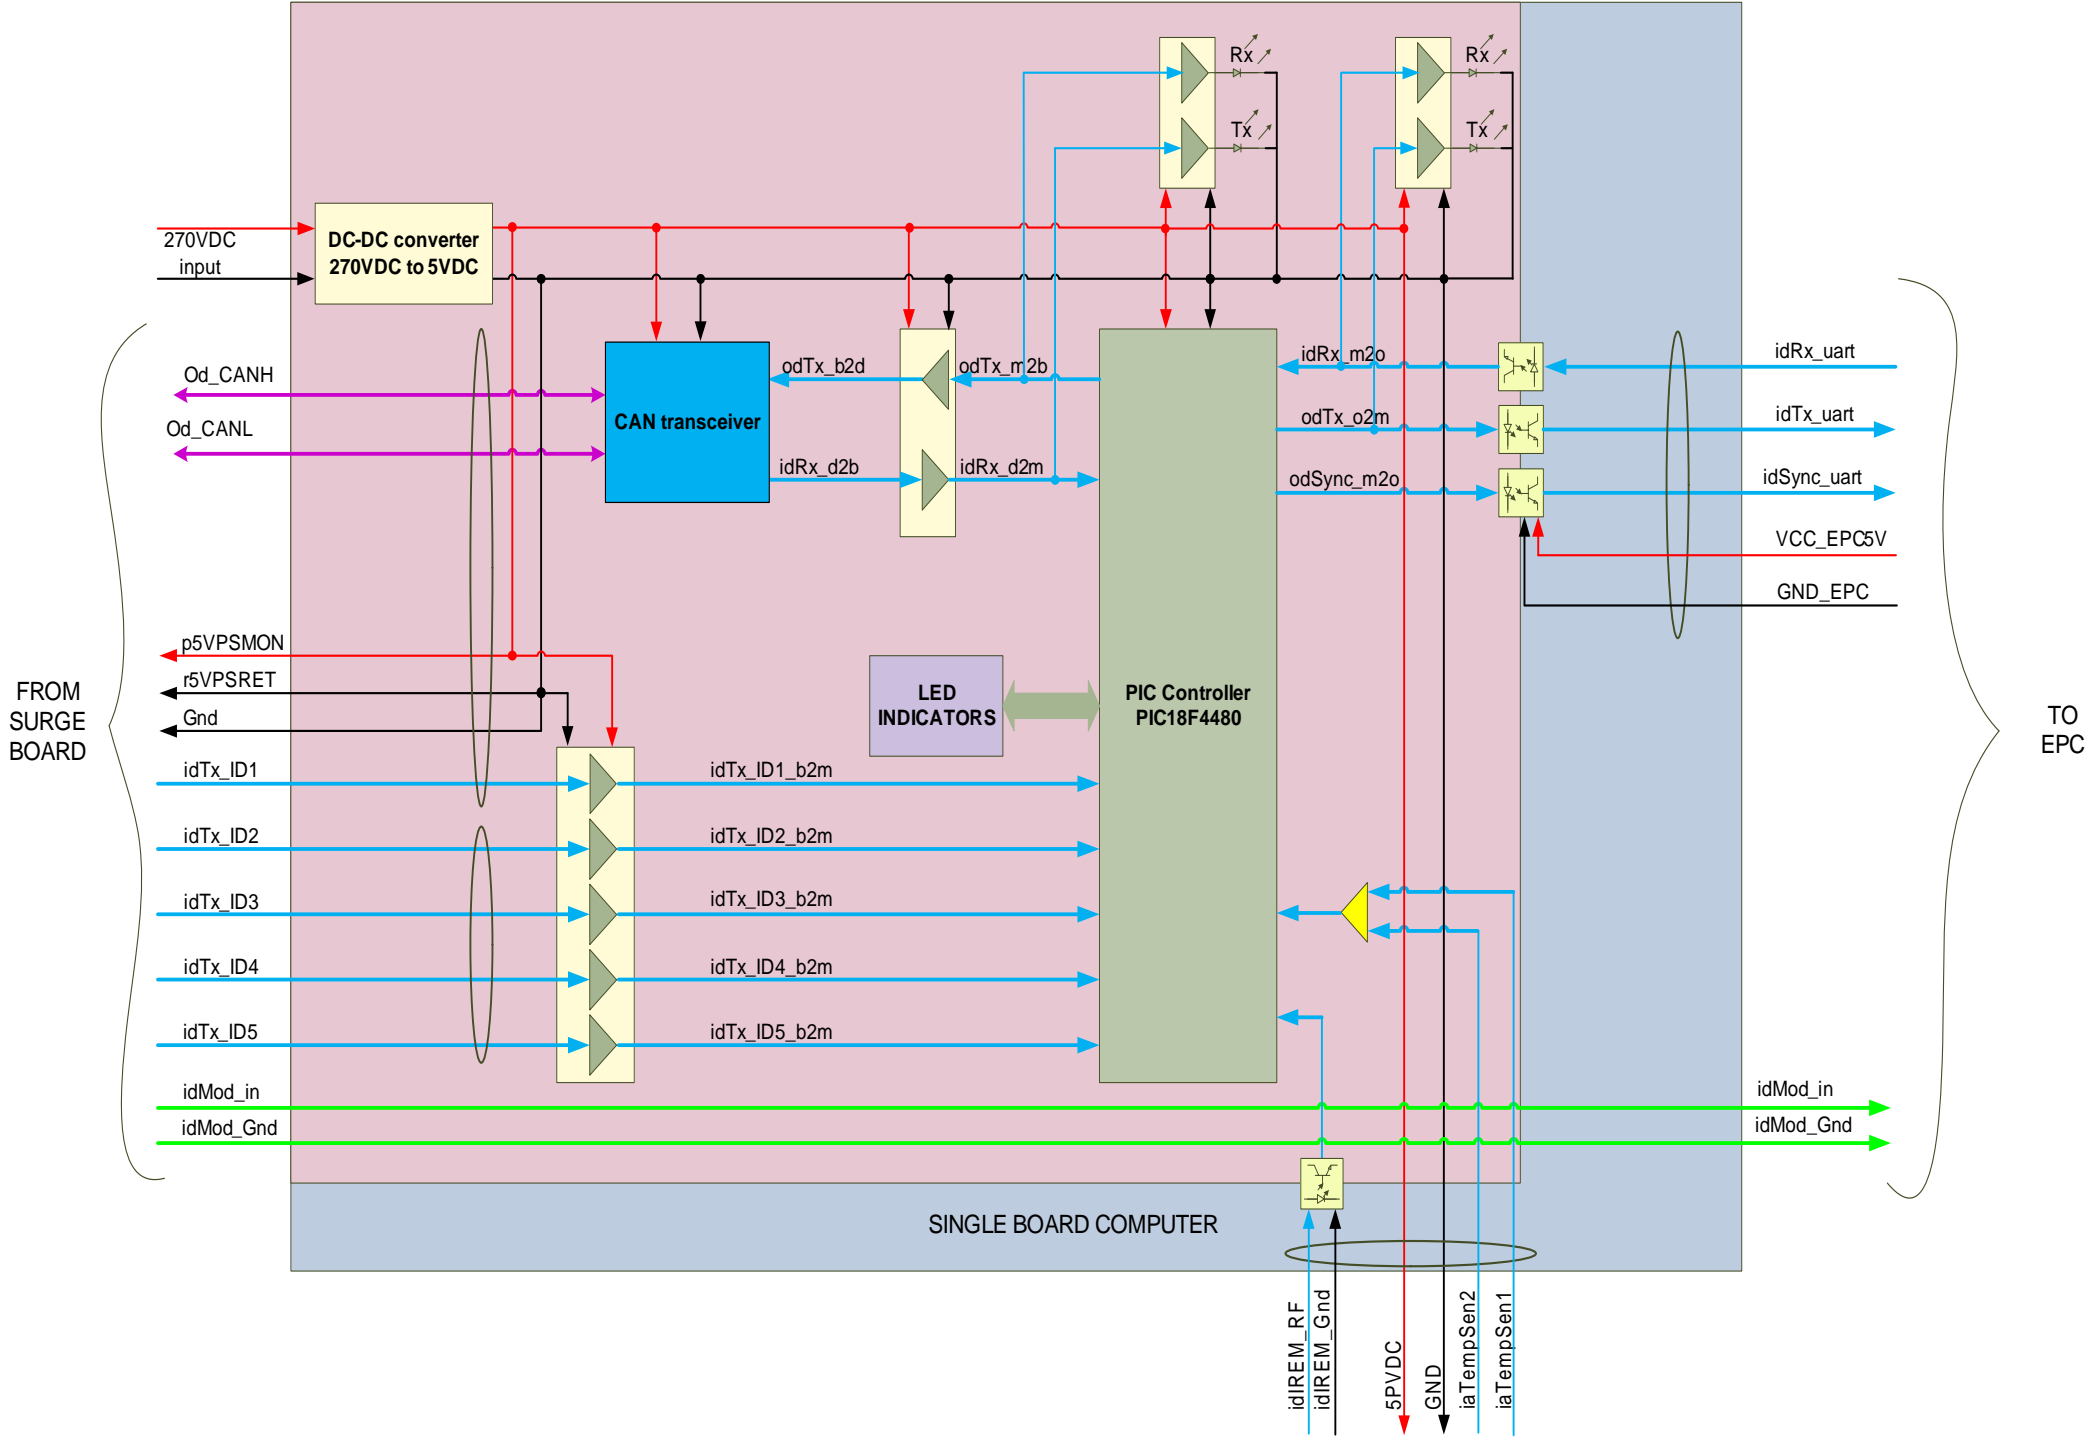 Rx
Rx
Tx
Tx
270VDC
input
DC-DC converter
270VDC to 5VDC
Od_CANH
Od_CANL
CAN transceiver
odTx_b2d
odTx_m2b
idRx_d2b
idRx_d2m
idRx_m2o
odTx_o2m
odSync_m2o
idRx_uart
idTx_uart
idSync_uart
VCC_EPC5V
GND_EPC
p5VPSMON
r5VPSRET
Gnd
FROM
SURGE
BOARD
LED
INDICATORS
PIC Controller
PIC18F4480
TO
EPC
idTx_ID1
idTx_ID1_b2m
idTx_ID2
idTx_ID2_b2m
idTx_ID3
idTx_ID3_b2m
idTx_ID4
idTx_ID4_b2m
idTx_ID5
idTx_ID5_b2m
idMod_in
idMod_in
idMod_Gnd
idMod_Gnd
SINGLE BOARD COMPUTER
idIREM_RF
idIREM_Gnd
5PVDC
GND
iaTempSen2
iaTempSen1